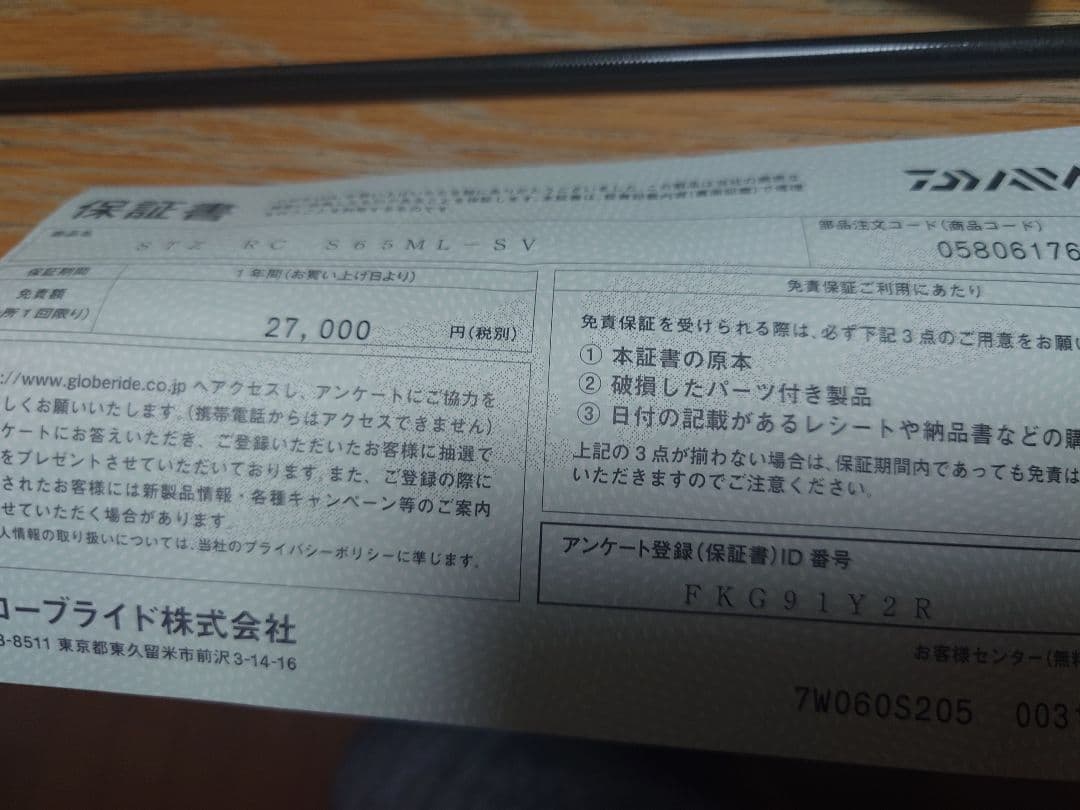 保証書
DAIWA
商品名
STZ RC S65ML-SV
部品注文コード(商品コード)
05806176
保証期間
1年間(お買い上げ日より)
免責額
所1回限り)
27,000
円(税別)
://www.globeride.co.jp へアクセスし、アンケートにご協力を
しくお願いいたします。(携帯電話からはアクセスできません)
ケートにお答えいただき、ご登録いただいたお客様に抽選で
をプレゼントさせていただいております。また、ご登録の際に
されたお客様には新製品情報・各種キャンペーン等のご案内
せていただく場合があります。
人情報の取り扱いについては、当社のプライバシーポリシーに準じます。
ローブライド株式会社
3-8511 東京都東久留米市前沢3-14-16
免責保証ご利用にあたり
免責保証を受けられる際は、必ず下記3点のご用意をお願い
① 本証書の原本
② 破損したパーツ付き製品
③ 日付の記載があるレシートや納品書などの購
上記の3点が揃わない場合は、保証期間内であっても免責は
いただきますのでご注意ください。
アンケート登録(保証書)ID 番号
FKG91Y2R
お客様センター(無料
7W060S205 0031